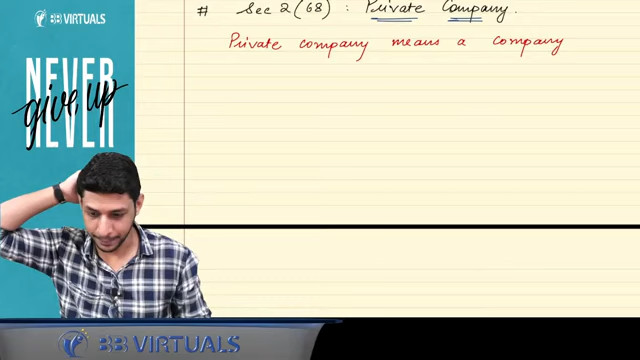 BB VIRTUALS
# Sec 2(68) : Private Company.
Private company means a company
NEVER
give up
NEVER
BB VIRTUALS